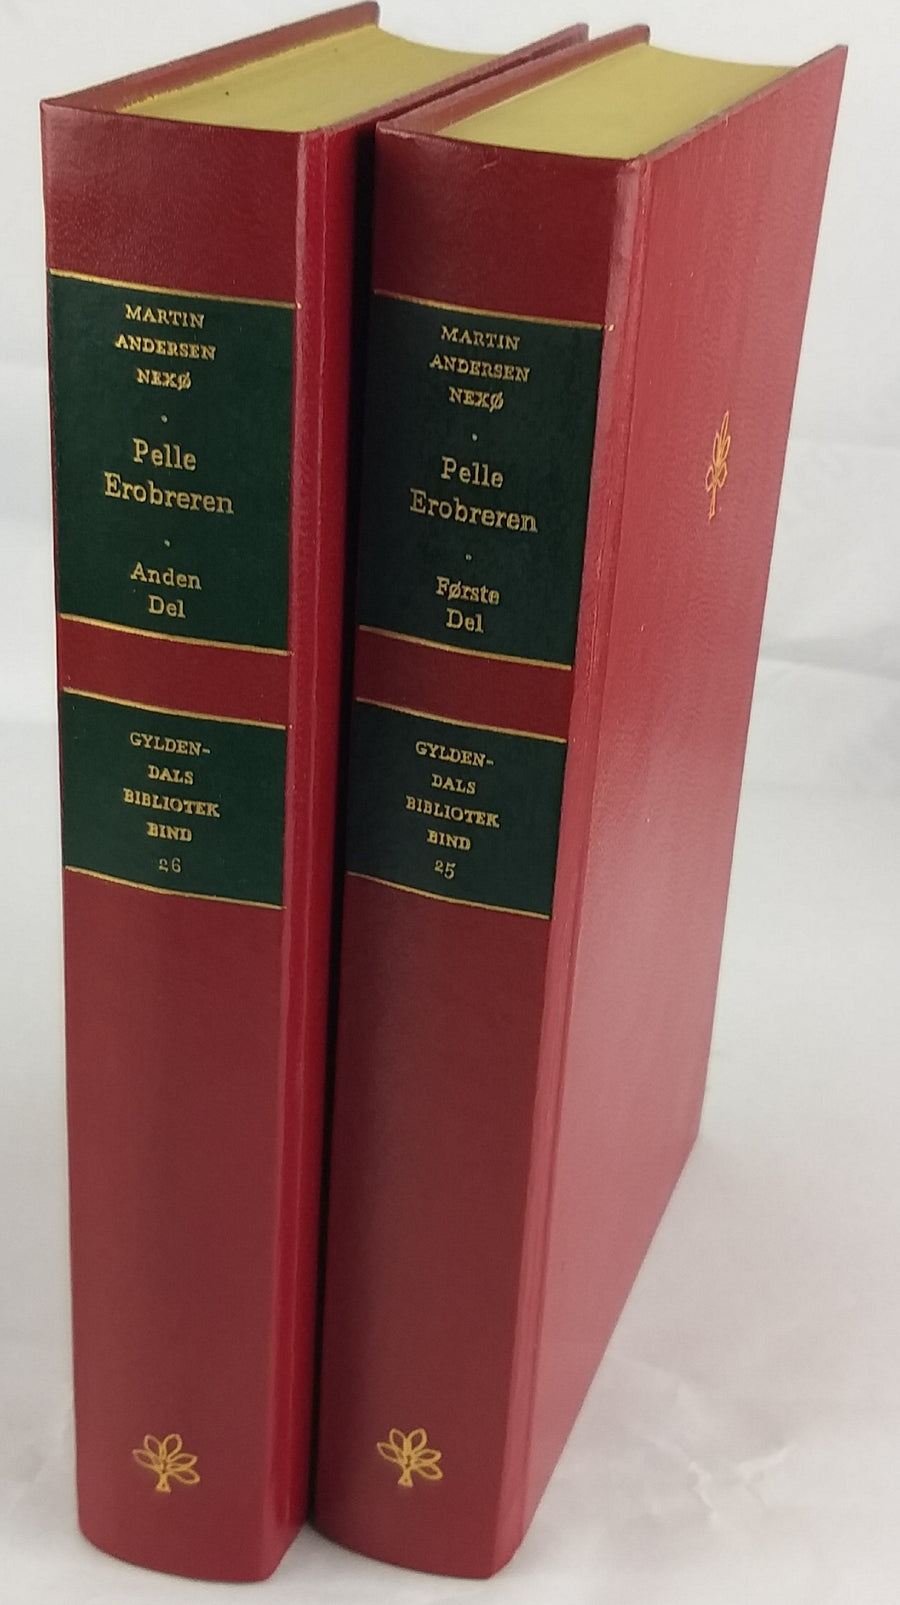 MARTIN
ANDERSEN
NEXØ
Pelle
Erobreren
Anden
Del
GYLDEN-
DALS
BIBLIOTEK
BIND
26
MARTIN
ANDERSEN
NEXØ
Pelle
Erobreren
Første
Del
GYLDEN-
DALS
BIBLIOTEK
BIND
25